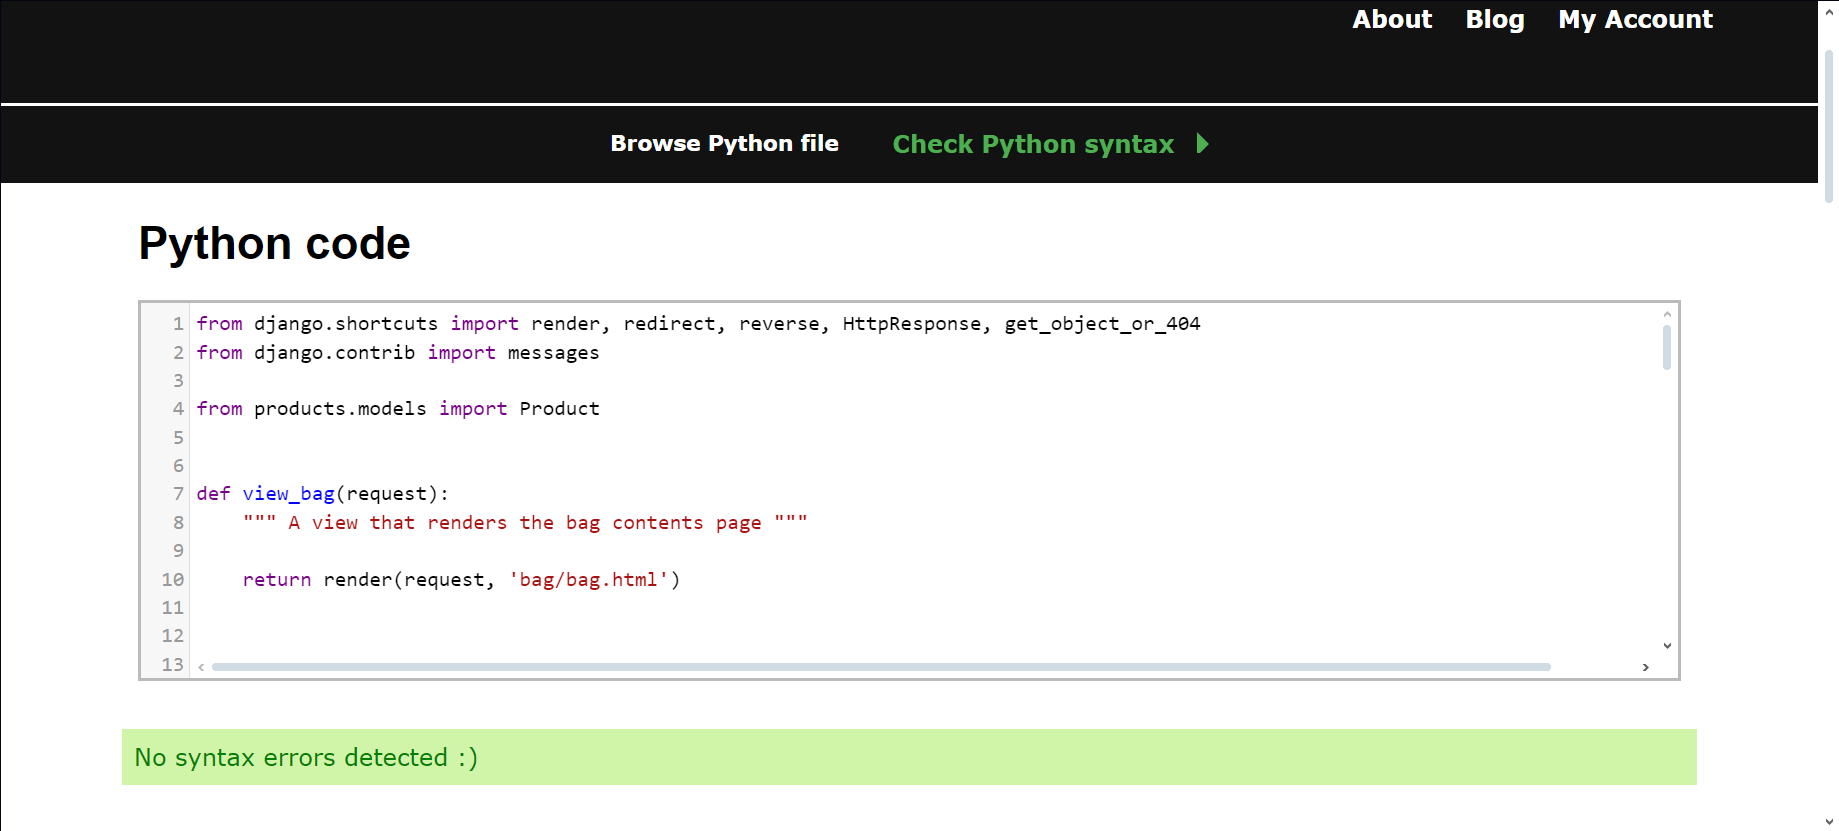 About Blog My Account
Browse Python file Check Python syntax
Python code
1 from django.shortcuts import render, redirect, reverse, HttpResponse, get_object_or_404
2 from django.contrib import messages
3
4 from products.models import Product
5
6
7 def view_bag(request):
8     """ A view that renders the bag contents page """
9
10     return render(request, 'bag/bag.html')
11
12
13
No syntax errors detected :)